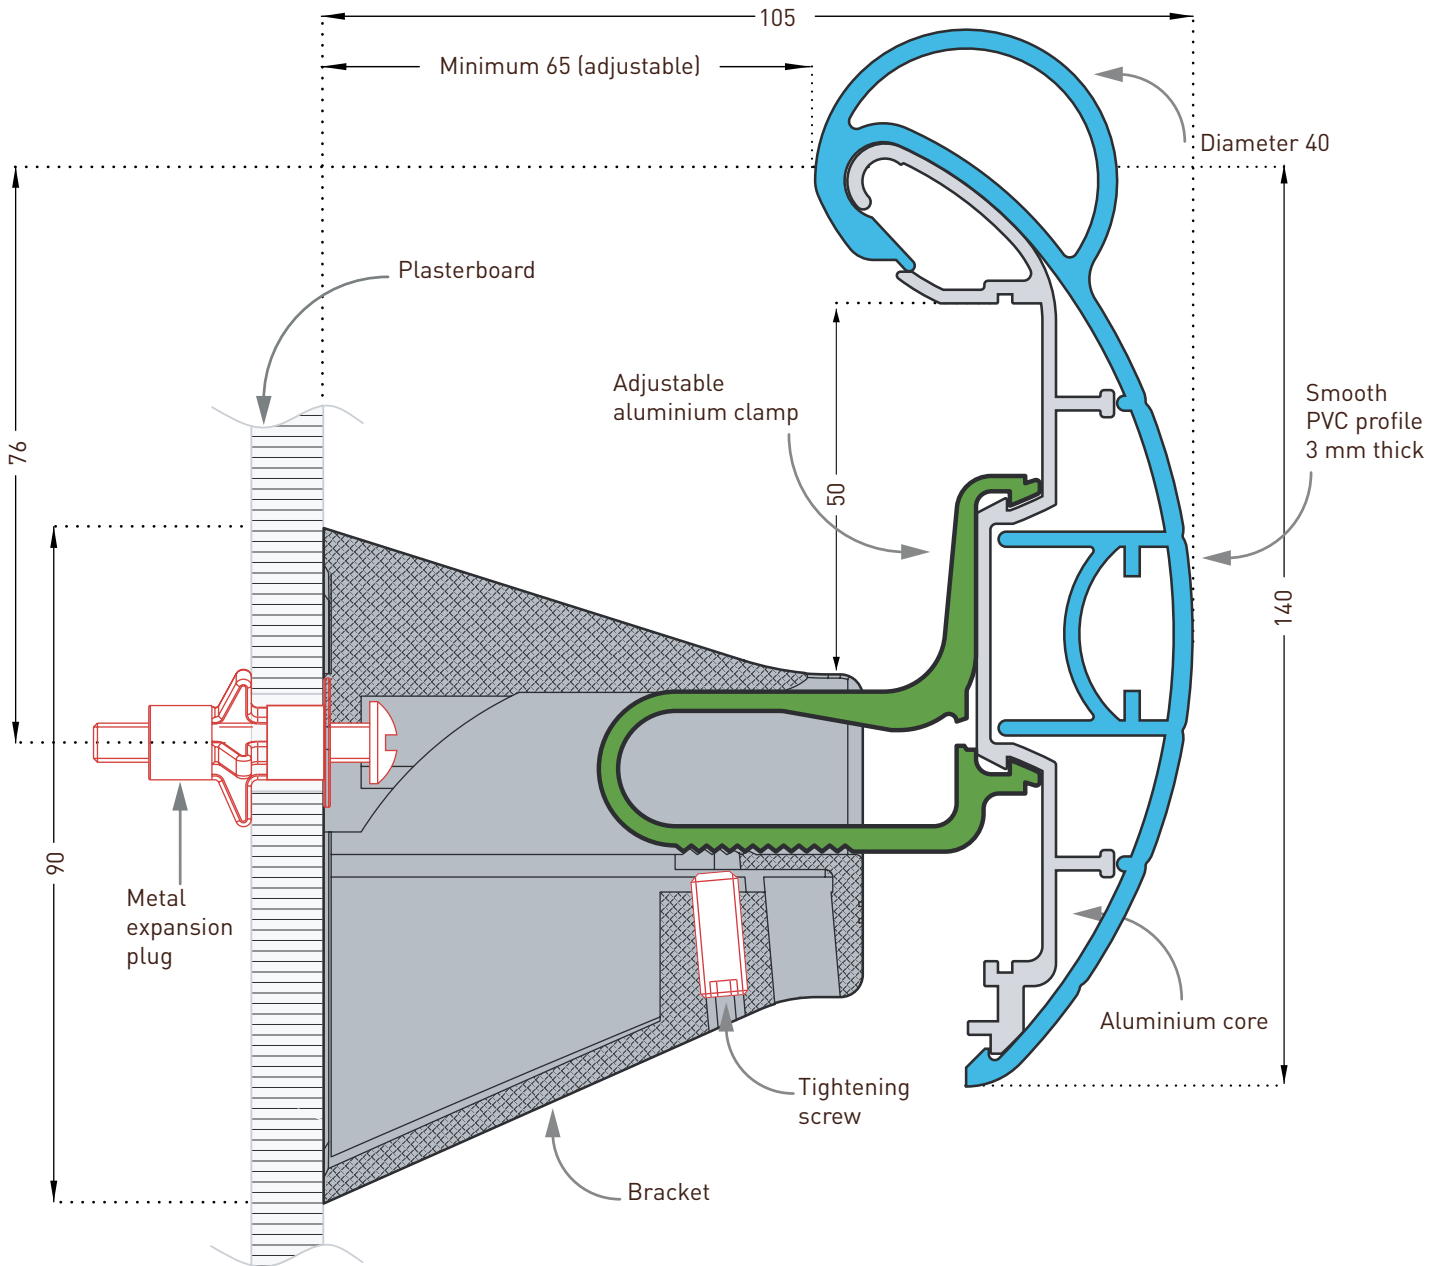 105
Minimum 65 (adjustable)
Diameter 40
Plasterboard
Adjustable
aluminium clamp
Smooth
PVC profile
3 mm thick
76
50
140
90
Metal
expansion
plug
Aluminium core
Tightening
screw
Bracket